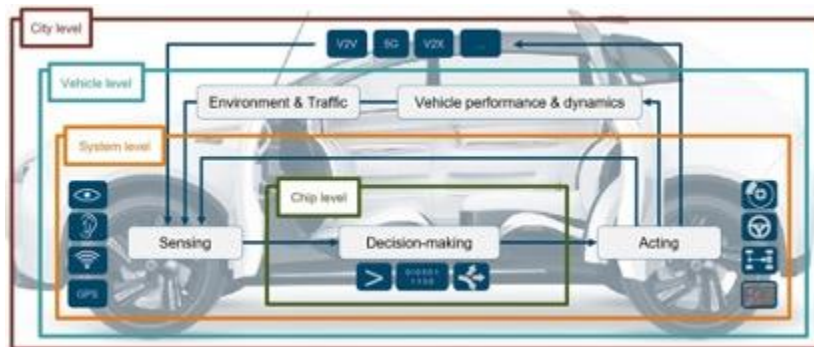 City level
V2V 5G V2X ...
Vehicle level
Environment & Traffic Vehicle performance & dynamics
System level
Chip level
Sensing Decision-making Acting
GPS